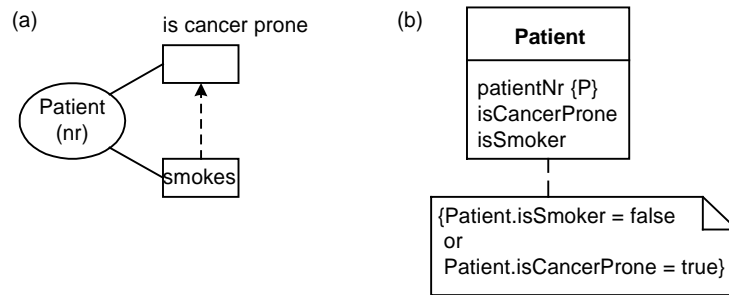 (a)
is cancer prone
Patient
(nr)
smokes
(b)
Patient
patientNr {P}
isCancerProne
isSmoker
{Patient.isSmoker = false
or
Patient.isCancerProne = true}